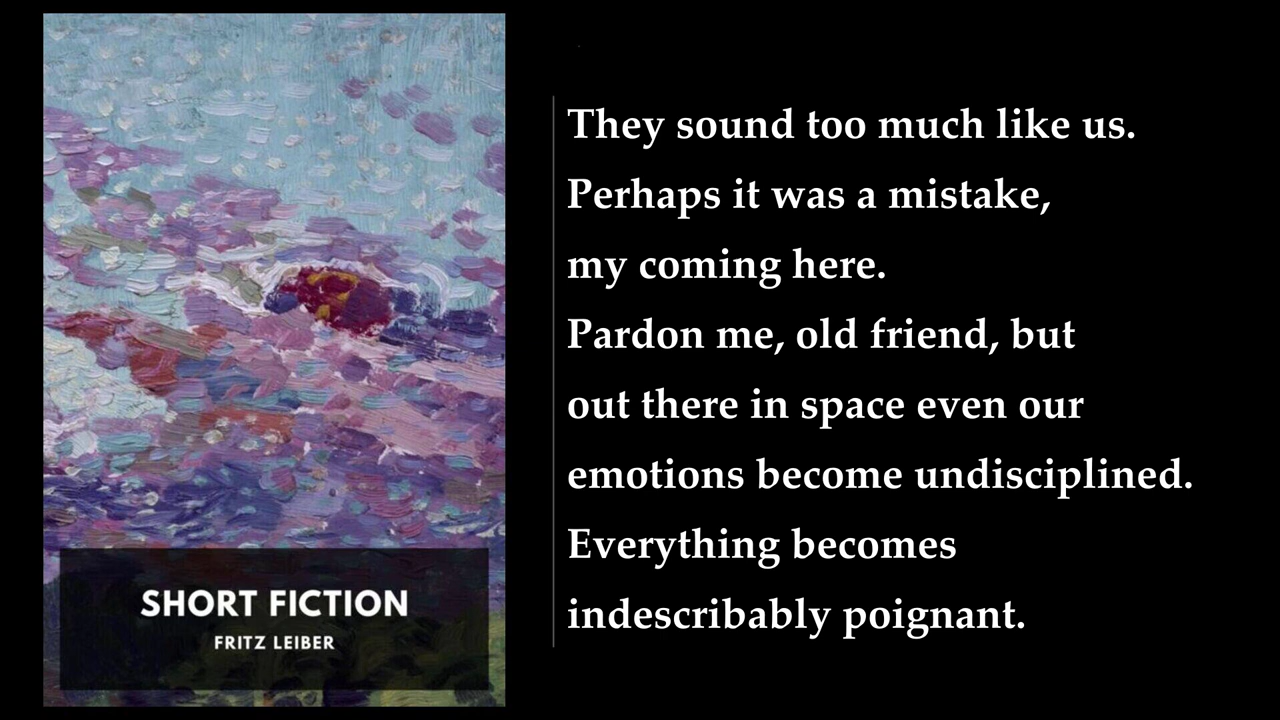 They sound too much like us.
Perhaps it was a mistake,
my coming here.
Pardon me, old friend, but
out there in space even our
emotions become undisciplined.
Everything becomes
indescribably poignant.
SHORT FICTION
FRITZ LEIBER